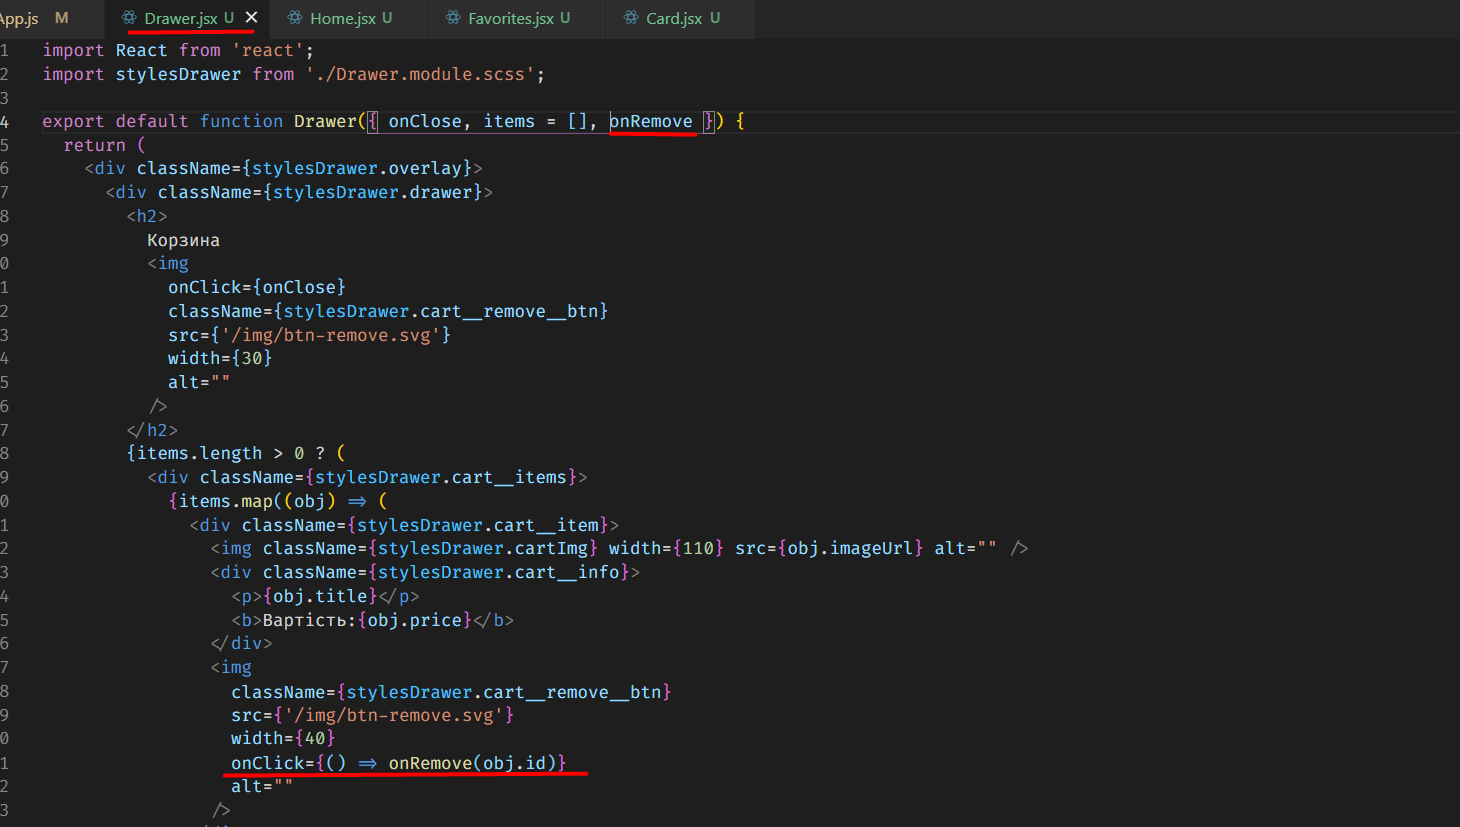 App.js M Drawer.jsx U Home.jsx U Favorites.jsx U Card.jsx U
1 import React from 'react';
2 import stylesDrawer from './Drawer.module.scss';
3
4 export default function Drawer({ onClose, items = [], onRemove }) {
5 return (
6 <div className={stylesDrawer.overlay}>
7 <div className={stylesDrawer.drawer}>
8 <h2>
9 Корзина
0 <img
1 onClick={onClose}
2 className={stylesDrawer.cart__remove__btn}
3 src={'/img/btn-remove.svg'}
4 width={30}
5 alt=""
6 />
7 </h2>
8 {items.length > 0 ? (
9 <div className={stylesDrawer.cart__items}>
0 {items.map((obj) => (
1 <div className={stylesDrawer.cart__item}>
2 <img className={stylesDrawer.cartImg} width={110} src={obj.imageUrl} alt="" />
3 <div className={stylesDrawer.cart__info}>
4 <p>{obj.title}</p>
5 <b>Вартість:{obj.price}</b>
6 </div>
7 <img
8 className={stylesDrawer.cart__remove__btn}
9 src={'/img/btn-remove.svg'}
0 width={40}
1 onClick={() => onRemove(obj.id)}
2 alt=""
3 />